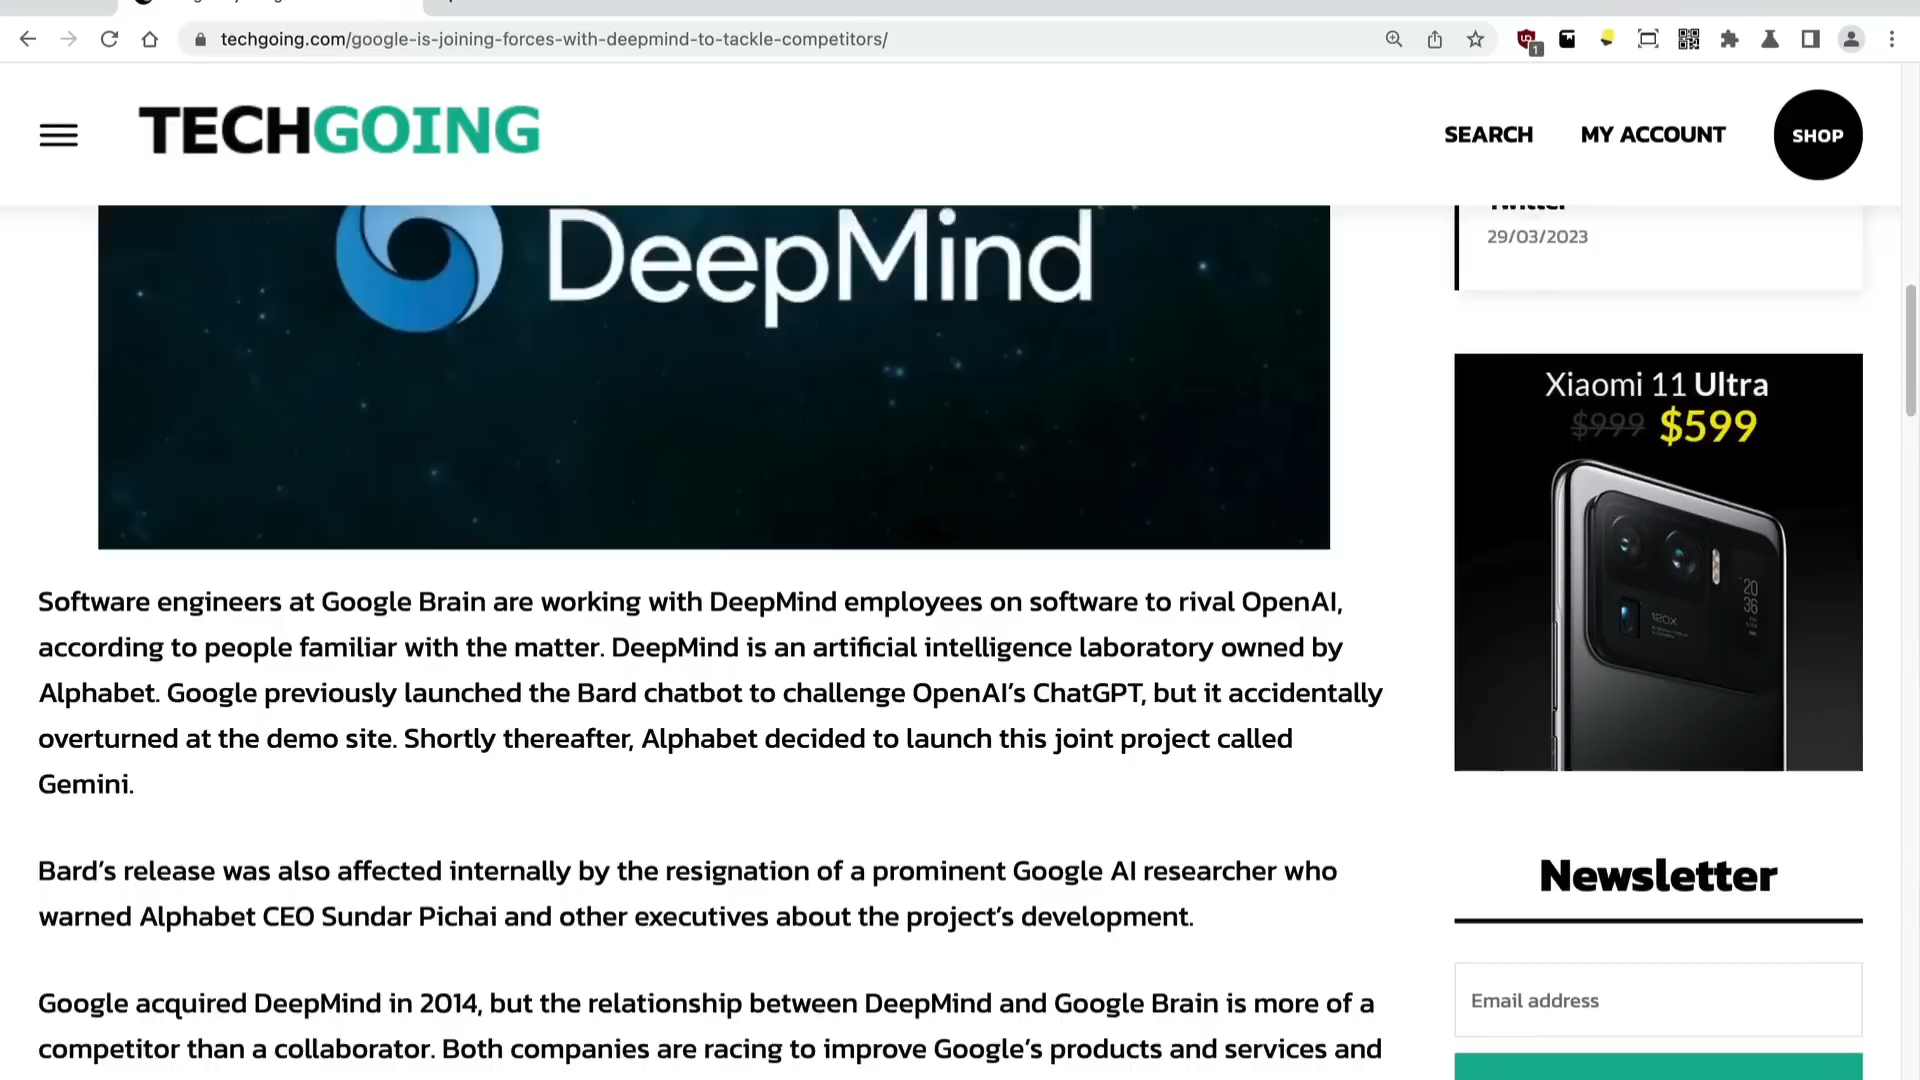 techgoing.com/google-is-joining-forces-with-deepmind-to-tackle-competitors/
1
TECHGOING
SEARCH
MY ACCOUNT
SHOP
DeepMind
Twitter
29/03/2023
Xiaomi 11 Ultra
$999 $599
120X
Software engineers at Google Brain are working with DeepMind employees on software to rival OpenAI,
according to people familiar with the matter. DeepMind is an artificial intelligence laboratory owned by
Alphabet. Google previously launched the Bard chatbot to challenge OpenAI’s ChatGPT, but it accidentally
overturned at the demo site. Shortly thereafter, Alphabet decided to launch this joint project called
Gemini.
Bard’s release was also affected internally by the resignation of a prominent Google AI researcher who
warned Alphabet CEO Sundar Pichai and other executives about the project’s development.
Google acquired DeepMind in 2014, but the relationship between DeepMind and Google Brain is more of a
competitor than a collaborator. Both companies are racing to improve Google’s products and services and
Newsletter
Email address